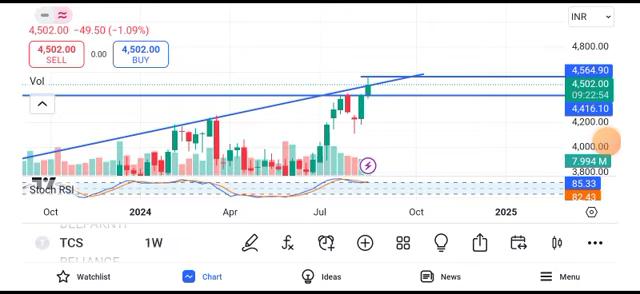 INR
4,502.00 −49.50 (−1.09%)
4,502.00 SELL
0.00
4,502.00 BUY
Vol
4,800.00
4,564.90
4,502.00
09:22:54
4,416.10
4,200.00
4,000.00
7.994 M
3,800.00
Stoch RSI
85.33
82.43
Oct 2024 Apr Jul Oct 2025
TCS 1W
RELIANCE
Watchlist Chart Ideas News Menu